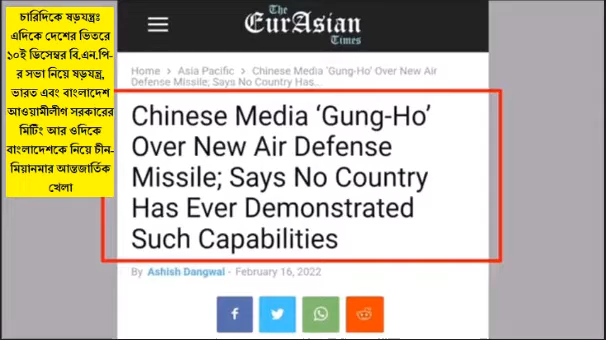 চারিদিকে ষড়যন্ত্রঃ
এদিকে দেশের ভিতরে
১০ই ডিসেম্বর বি.এন.পি-
র সভা নিয়ে ষড়যন্ত্র,
ভারত এবং বাংলাদেশ
আওয়ামীলীগ সরকারের
মিটিং আর ওদিকে
বাংলাদেশকে নিয়ে চীন-
মিয়ানমার আন্তজার্তিক
খেলা
The
EurAsian
Times
Home > Asia Pacific > Chinese Media 'Gung-Ho' Over New Air
Defense Missile; Says No Country Has...
Chinese Media ‘Gung-Ho’
Over New Air Defense
Missile; Says No Country
Has Ever Demonstrated
Such Capabilities
By Ashish Dangwal - February 16, 2022